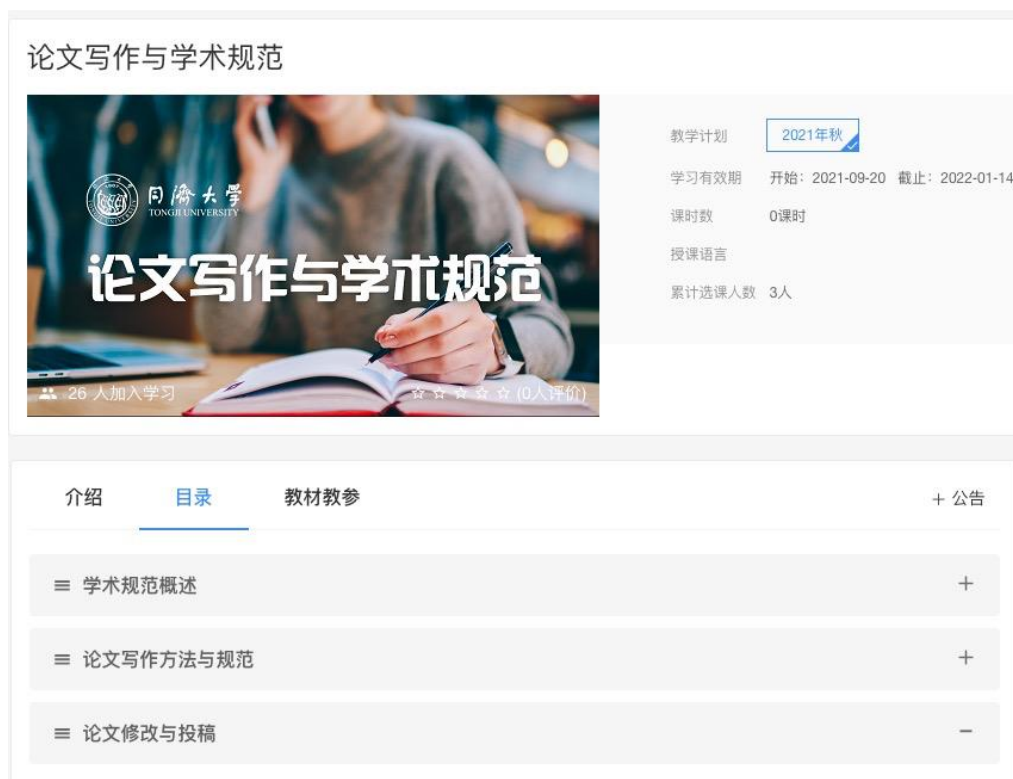 论文写作与学术规范
同济大学
TONGJI UNIVERSITY
论文写作与学术规范
26 人加入学习
(0人评价)
教学计划 2021年秋
学习有效期 开始：2021-09-20 截止：2022-01-14
课时数 0课时
授课语言
累计选课人数 3人
介绍 目录 教材教参 + 公告
学术规范概述 +
论文写作方法与规范 +
论文修改与投稿 −